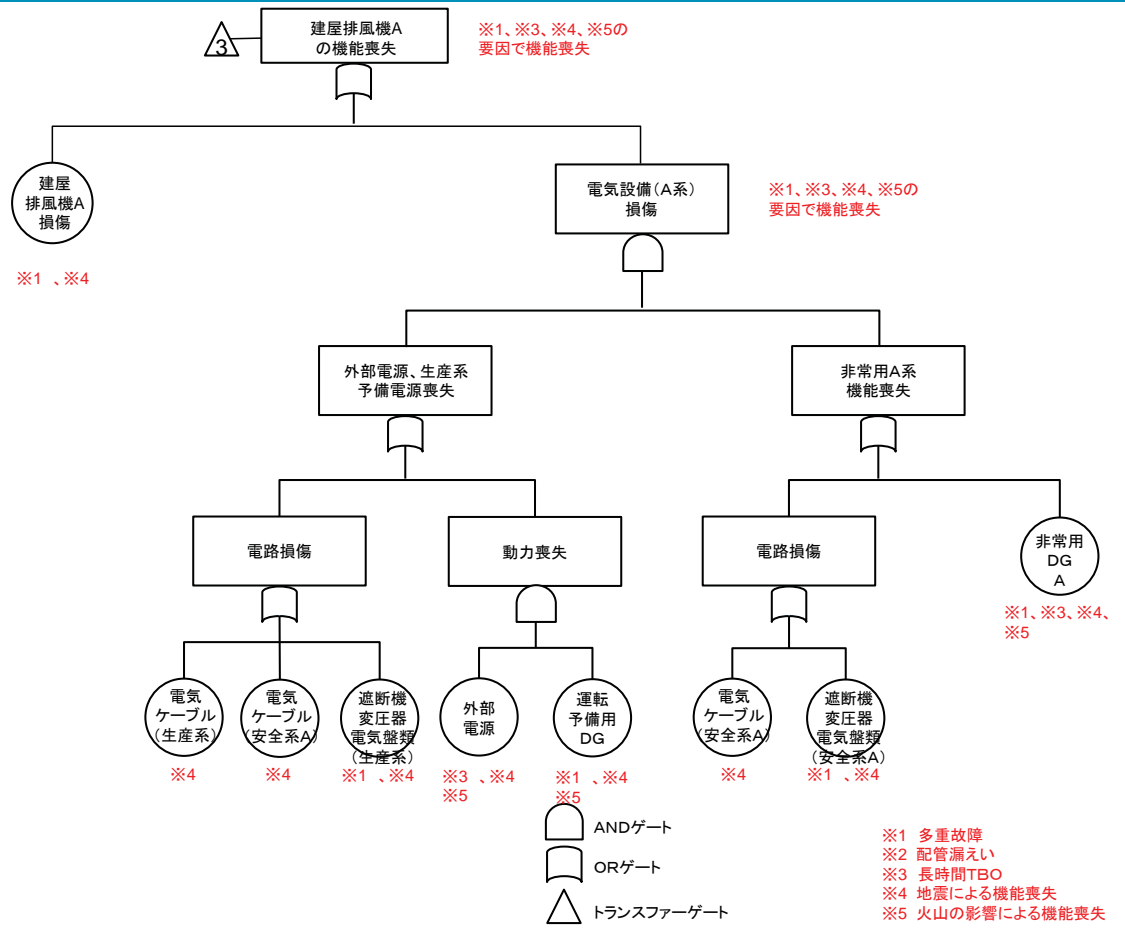 建屋排風機A
の機能喪失
3
※1、※3、※4、※5の
要因で機能喪失
建屋
排風機A
損傷
※1 、※4
電気設備(A系)
損傷
※1、※3、※4、※5の
要因で機能喪失
外部電源、生産系
予備電源喪失
非常用A系
機能喪失
電路損傷
動力喪失
電路損傷
非常用
DG
A
※1、※3、※4、
※5
電気
ケーブル
(生産系)
※4
電気
ケーブル
(安全系A)
※4
遮断機
変圧器
電気盤類
(生産系)
※1 、※4
外部
電源
※3 、※4
※5
運転
予備用
DG
※1 、※4
※5
電気
ケーブル
(安全系A)
※4
遮断機
変圧器
電気盤類
(安全系A)
※1 、※4
ANDゲート
ORゲート
トランスファーゲート
※1 多重故障
※2 配管漏えい
※3 長時間TBO
※4 地震による機能喪失
※5 火山の影響による機能喪失